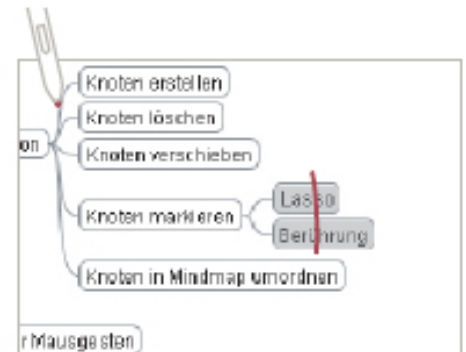 Knoten erstellen
Knoten löschen
on
Knoten verschieben
Lasso
Knoten markieren
Berührung
Knoten in Mindmap umordnen
r Mausgesten